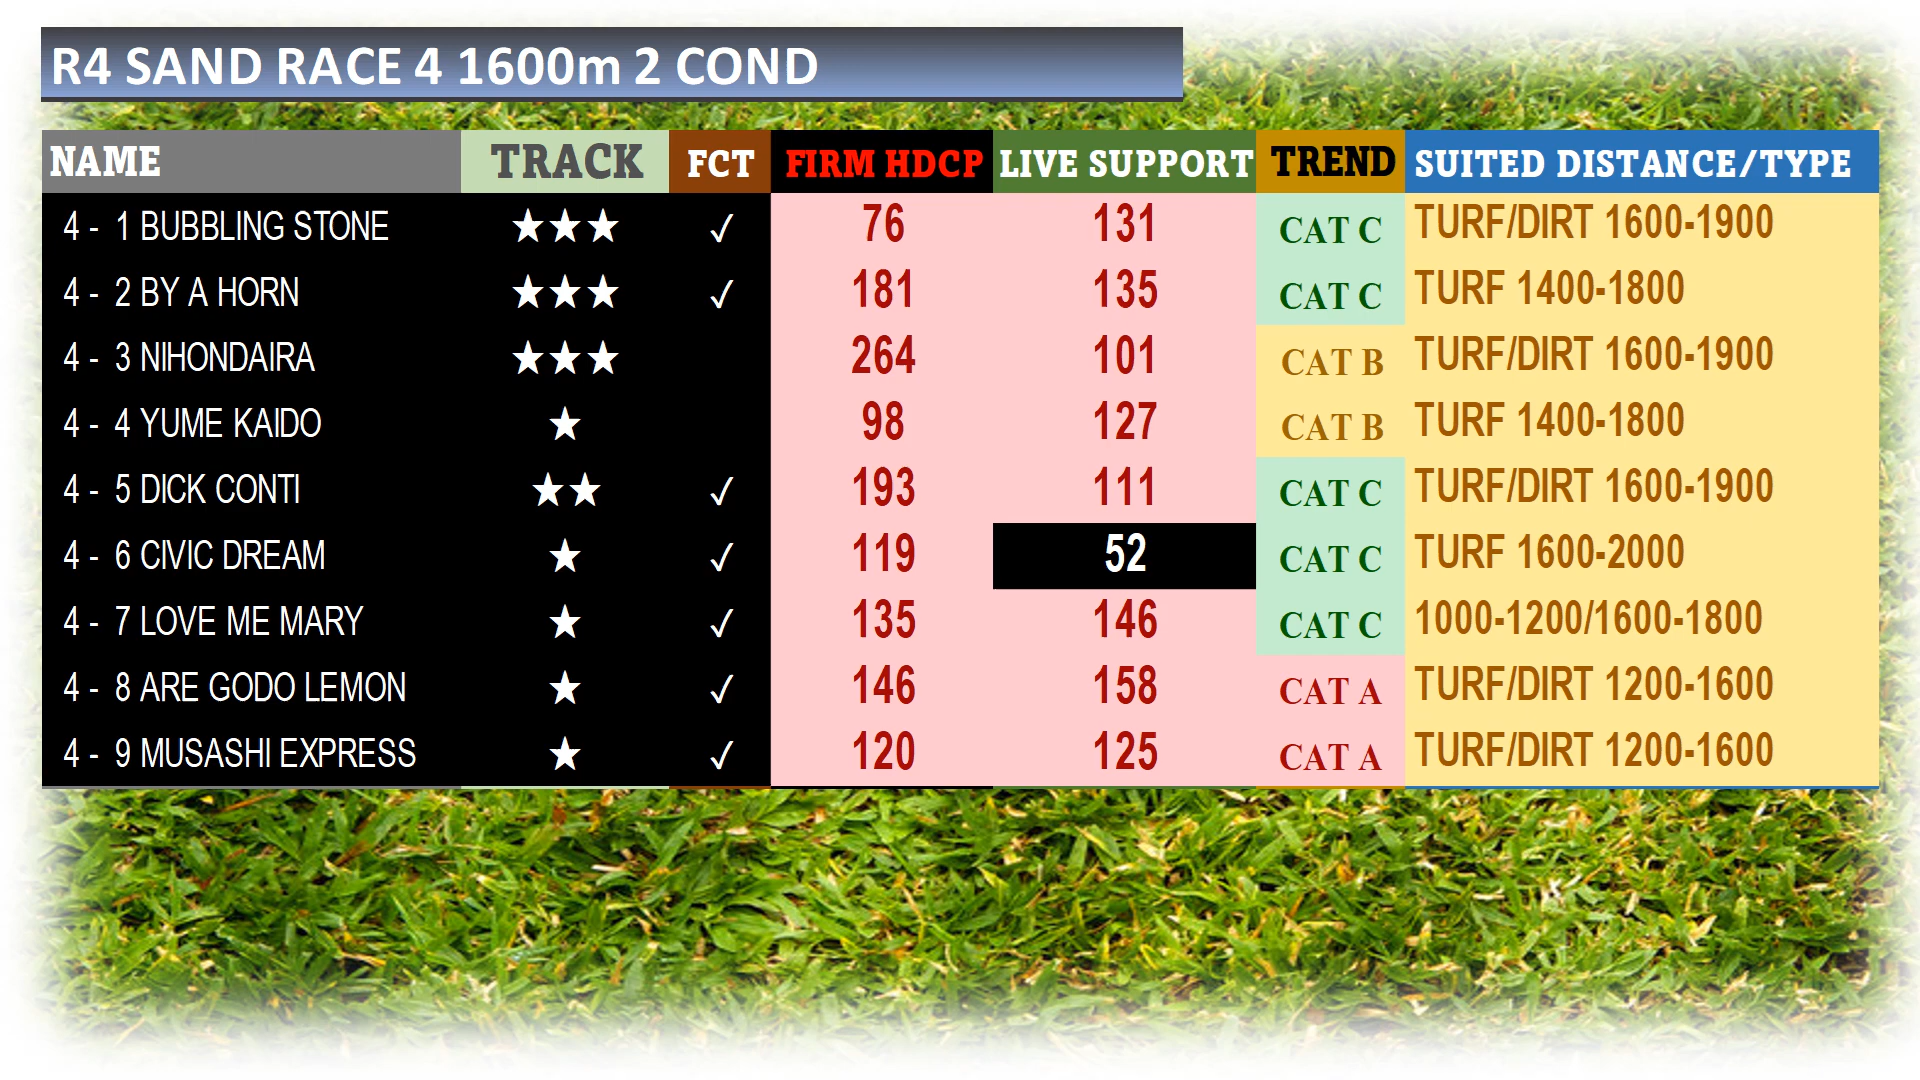 R4 SAND RACE 4 1600m 2 COND
NAME TRACK FCT FIRM HDCP LIVE SUPPORT TREND SUITED DISTANCE/TYPE
4 - 1 BUBBLING STONE ★★★ ✓ 76 131 CAT C TURF/DIRT 1600-1900
4 - 2 BY A HORN ★★★ ✓ 181 135 CAT C TURF 1400-1800
4 - 3 NIHONDAIRA ★★★ 264 101 CAT B TURF/DIRT 1600-1900
4 - 4 YUME KAIDO ★ 98 127 CAT B TURF 1400-1800
4 - 5 DICK CONTI ★★ ✓ 193 111 CAT C TURF/DIRT 1600-1900
4 - 6 CIVIC DREAM ★ ✓ 119 52 CAT C TURF 1600-2000
4 - 7 LOVE ME MARY ★ ✓ 135 146 CAT C 1000-1200/1600-1800
4 - 8 ARE GODO LEMON ★ ✓ 146 158 CAT A TURF/DIRT 1200-1600
4 - 9 MUSASHI EXPRESS ★ ✓ 120 125 CAT A TURF/DIRT 1200-1600